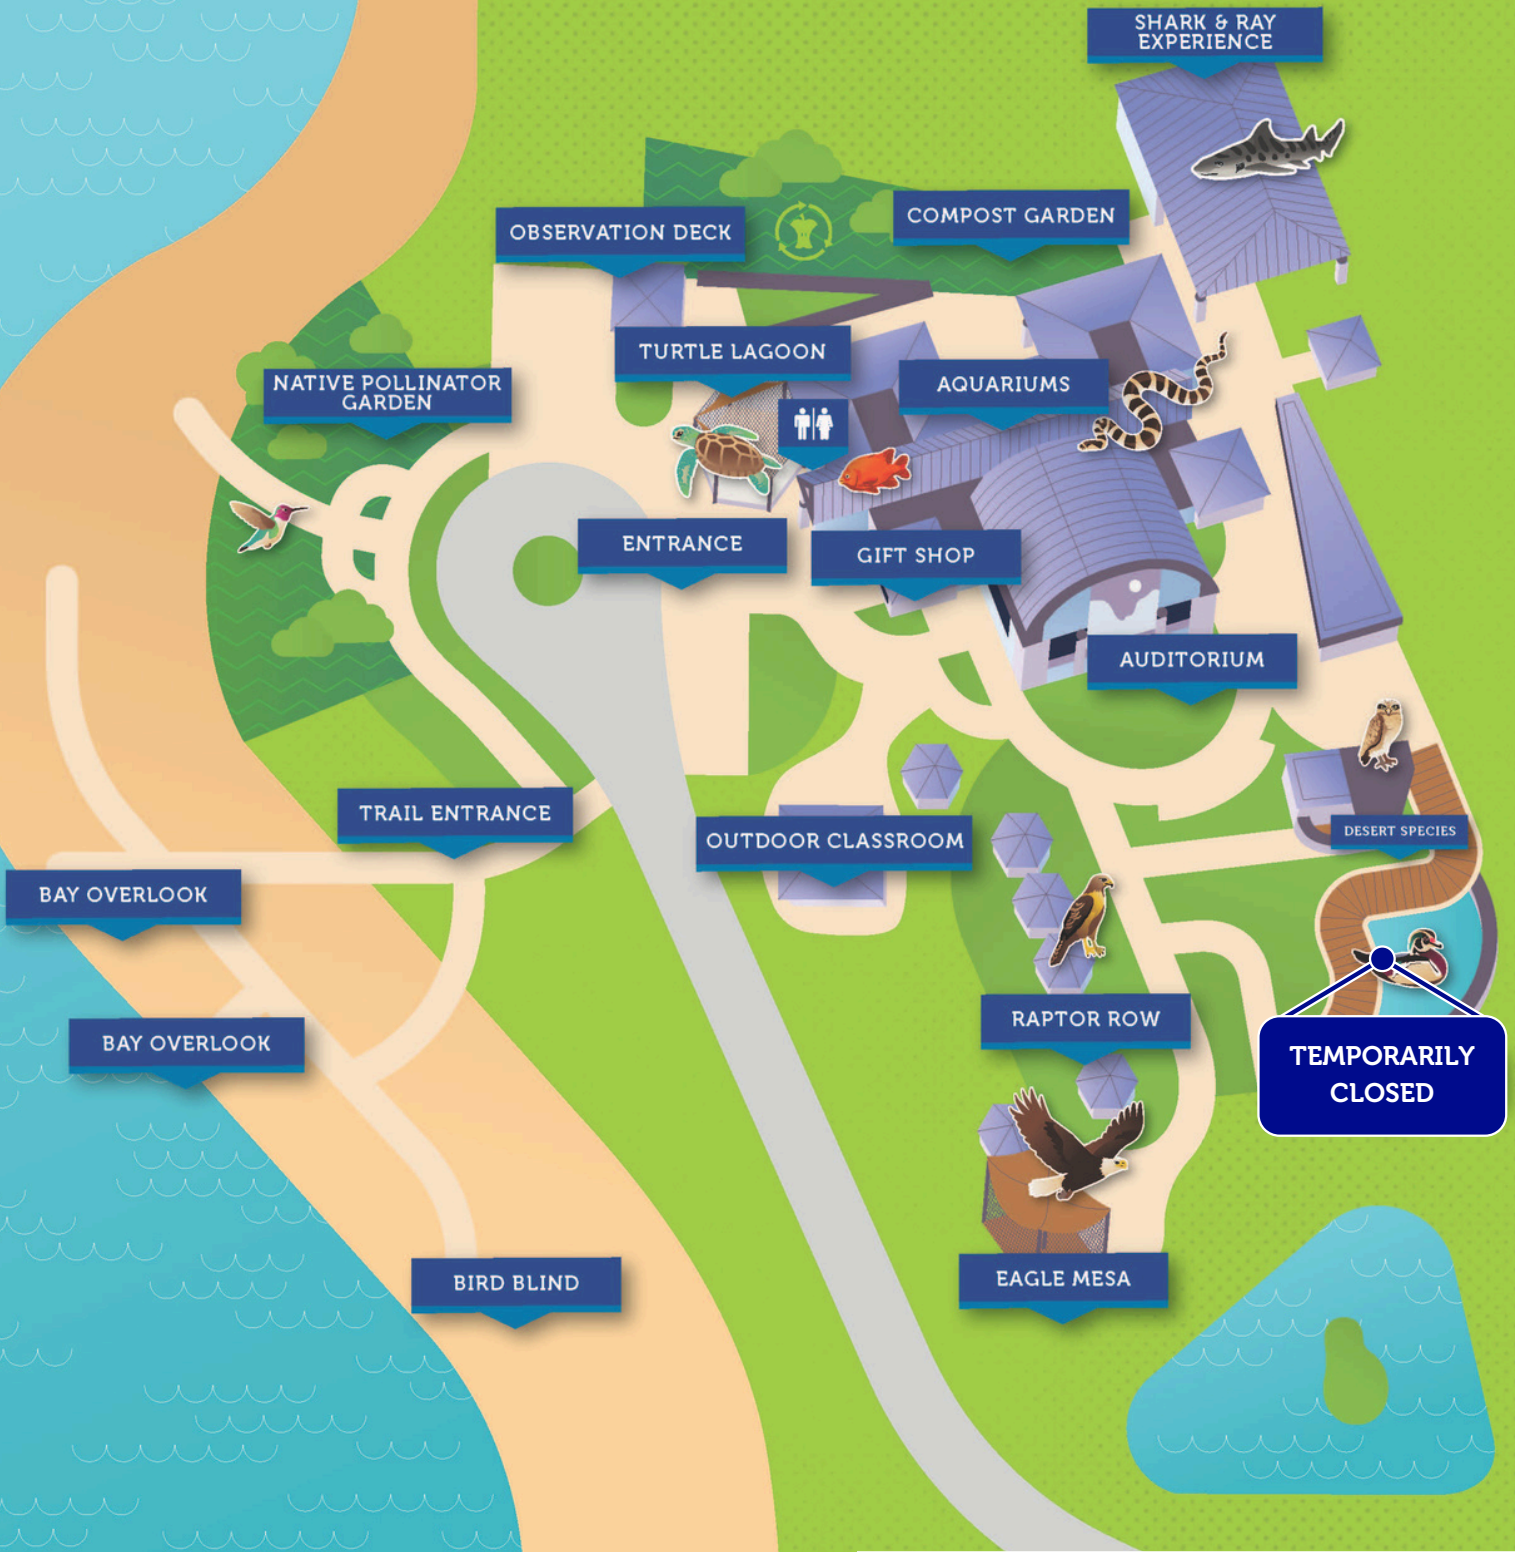 SHARK & RAY
EXPERIENCE
OBSERVATION DECK
COMPOST GARDEN
TURTLE LAGOON
NATIVE POLLINATOR
GARDEN
AQUARIUMS
ENTRANCE
GIFT SHOP
AUDITORIUM
TRAIL ENTRANCE
OUTDOOR CLASSROOM
DESERT SPECIES
BAY OVERLOOK
RAPTOR ROW
BAY OVERLOOK
TEMPORARILY
CLOSED
BIRD BLIND
EAGLE MESA